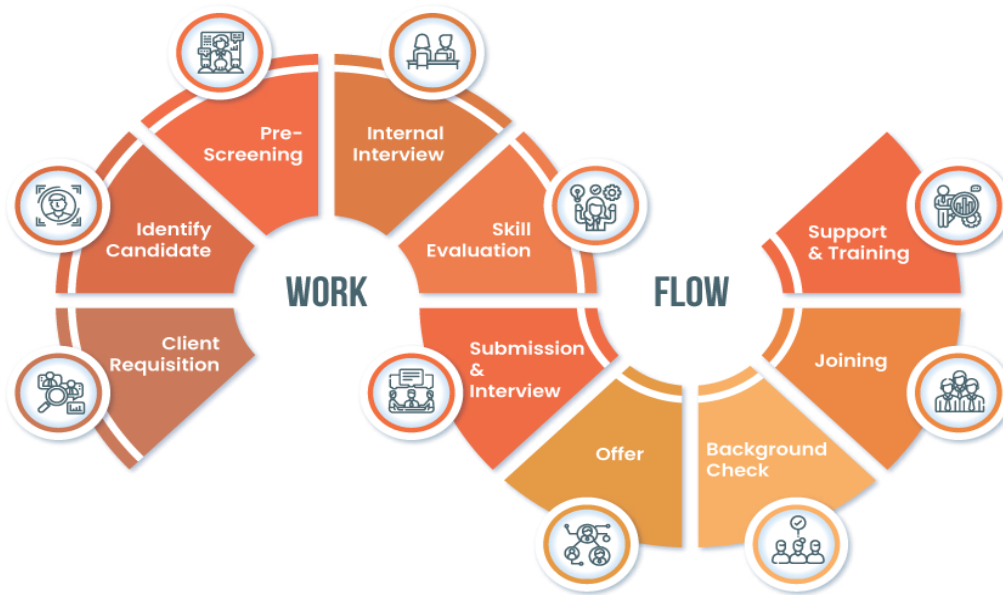 Client
Requisition
Identify
Candidate
Pre-
Screening
Internal
Interview
Skill
Evaluation
Submission
&
Interview
Offer
Background
Check
Joining
Support
& Training
WORK
FLOW